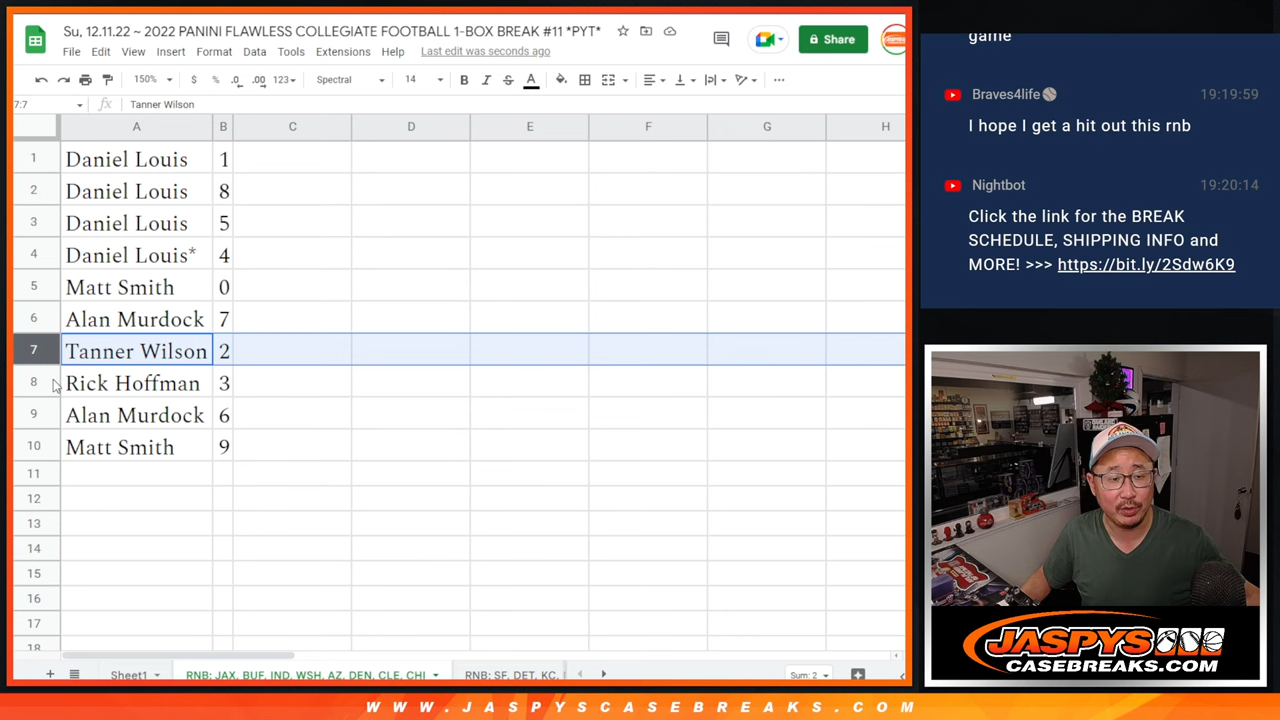 Su, 12.11.22 ~ 2022 PANINI FLAWLESS COLLEGIATE FOOTBALL 1-BOX BREAK #11 *PYT*
File Edit View Insert Format Data Tools Extensions Help Last edit was seconds ago
Share
150% $ % .0 .00 123 Spectral 14 B I S A
7:7 fx Tanner Wilson
A B C D E F G H
1 Daniel Louis 1
2 Daniel Louis 8
3 Daniel Louis 5
4 Daniel Louis* 4
5 Matt Smith 0
6 Alan Murdock 7
7 Tanner Wilson 2
8 Rick Hoffman 3
9 Alan Murdock 6
10 Matt Smith 9
11
12
13
14
15
16
17
18
Sheet1 RNB: JAX, BUF, IND, WSH, AZ, DEN, CLE, CHI RNB: SF, DET, KC, Sum: 2
game
Braves4life 19:19:59
I hope I get a hit out this rnb
Nightbot 19:20:14
Click the link for the BREAK
SCHEDULE, SHIPPING INFO and
MORE! >>> https://bit.ly/2Sdw6K9
JASPYS
CASEBREAKS.COM
WWW.JASPYSCASEBREAKS.COM